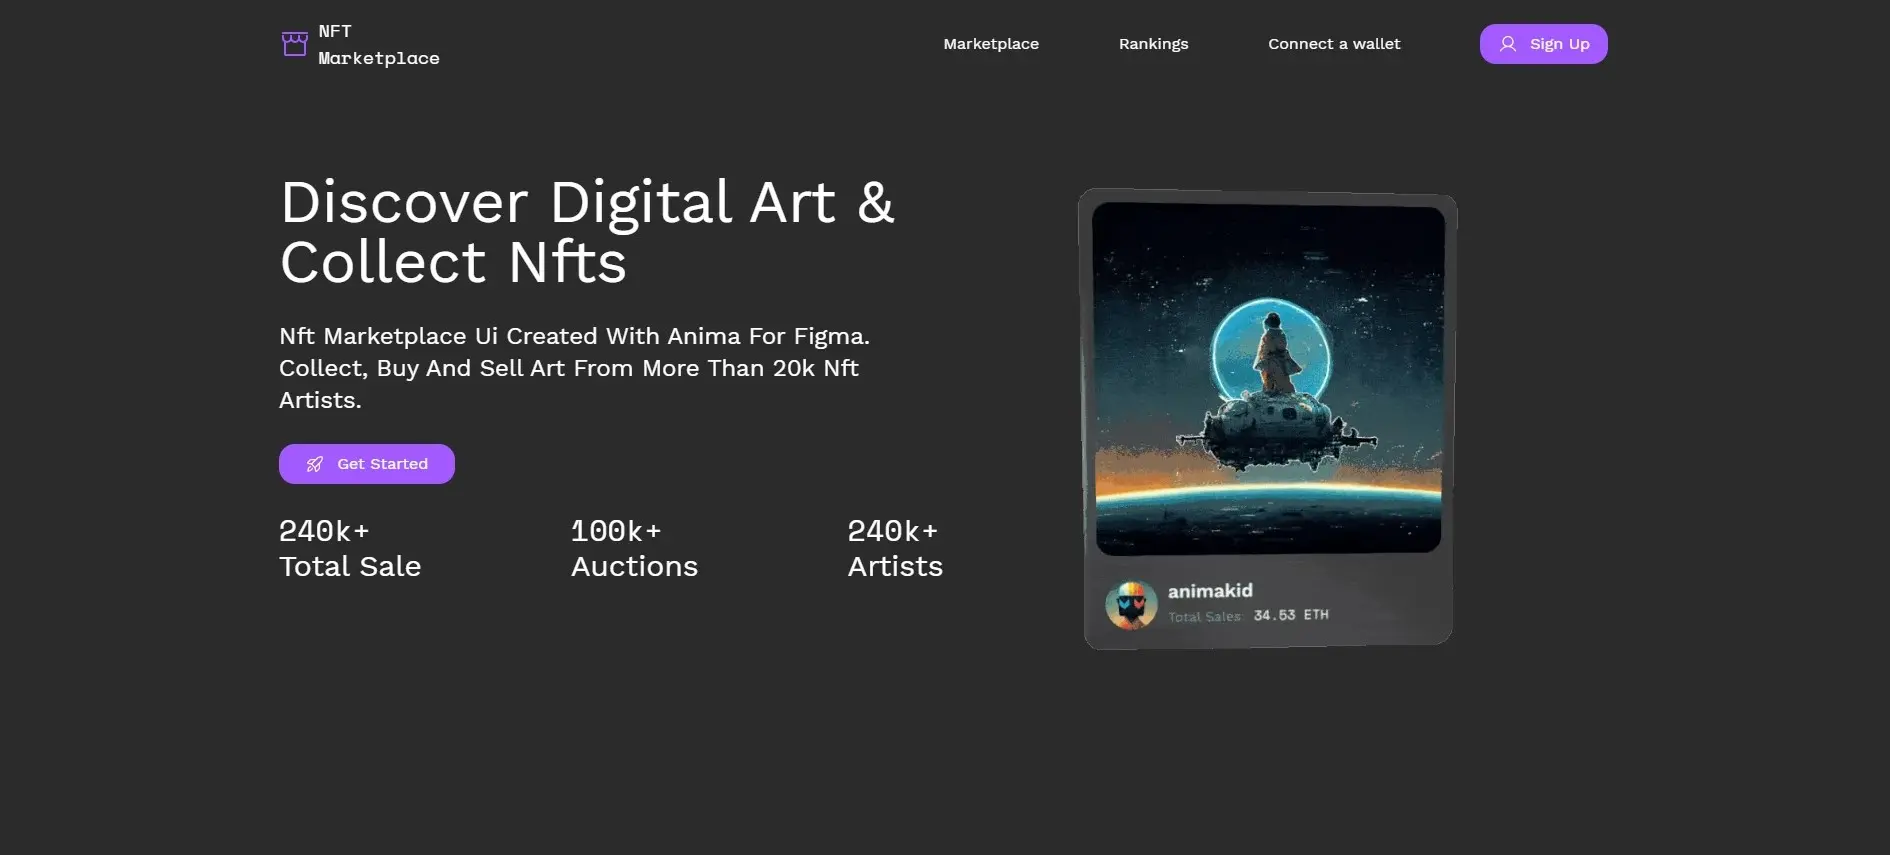 NFT
Marketplace
Marketplace
Rankings
Connect a wallet
Sign Up
Discover Digital Art &
Collect Nfts
Nft Marketplace Ui Created With Anima For Figma.
Collect, Buy And Sell Art From More Than 20k Nft
Artists.
Get Started
240k+
Total Sale
100k+
Auctions
240k+
Artists
animakid
Total Sales: 34.53 ETH